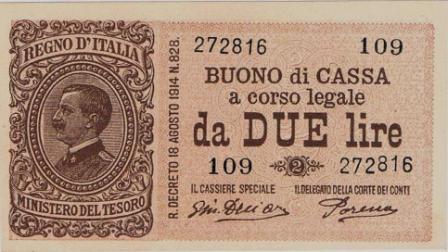 REGNO D'ITALIA
MINISTERO DEL TESORO
R. DECRETO 18 AGOSTO 1914 N. 828.
272816 109
BUONO di CASSA
a corso legale
da DUE lire
109 2 272816
IL CASSIERE SPECIALE IL DELEGATO DELLA CORTE DEI CONTI
Porena